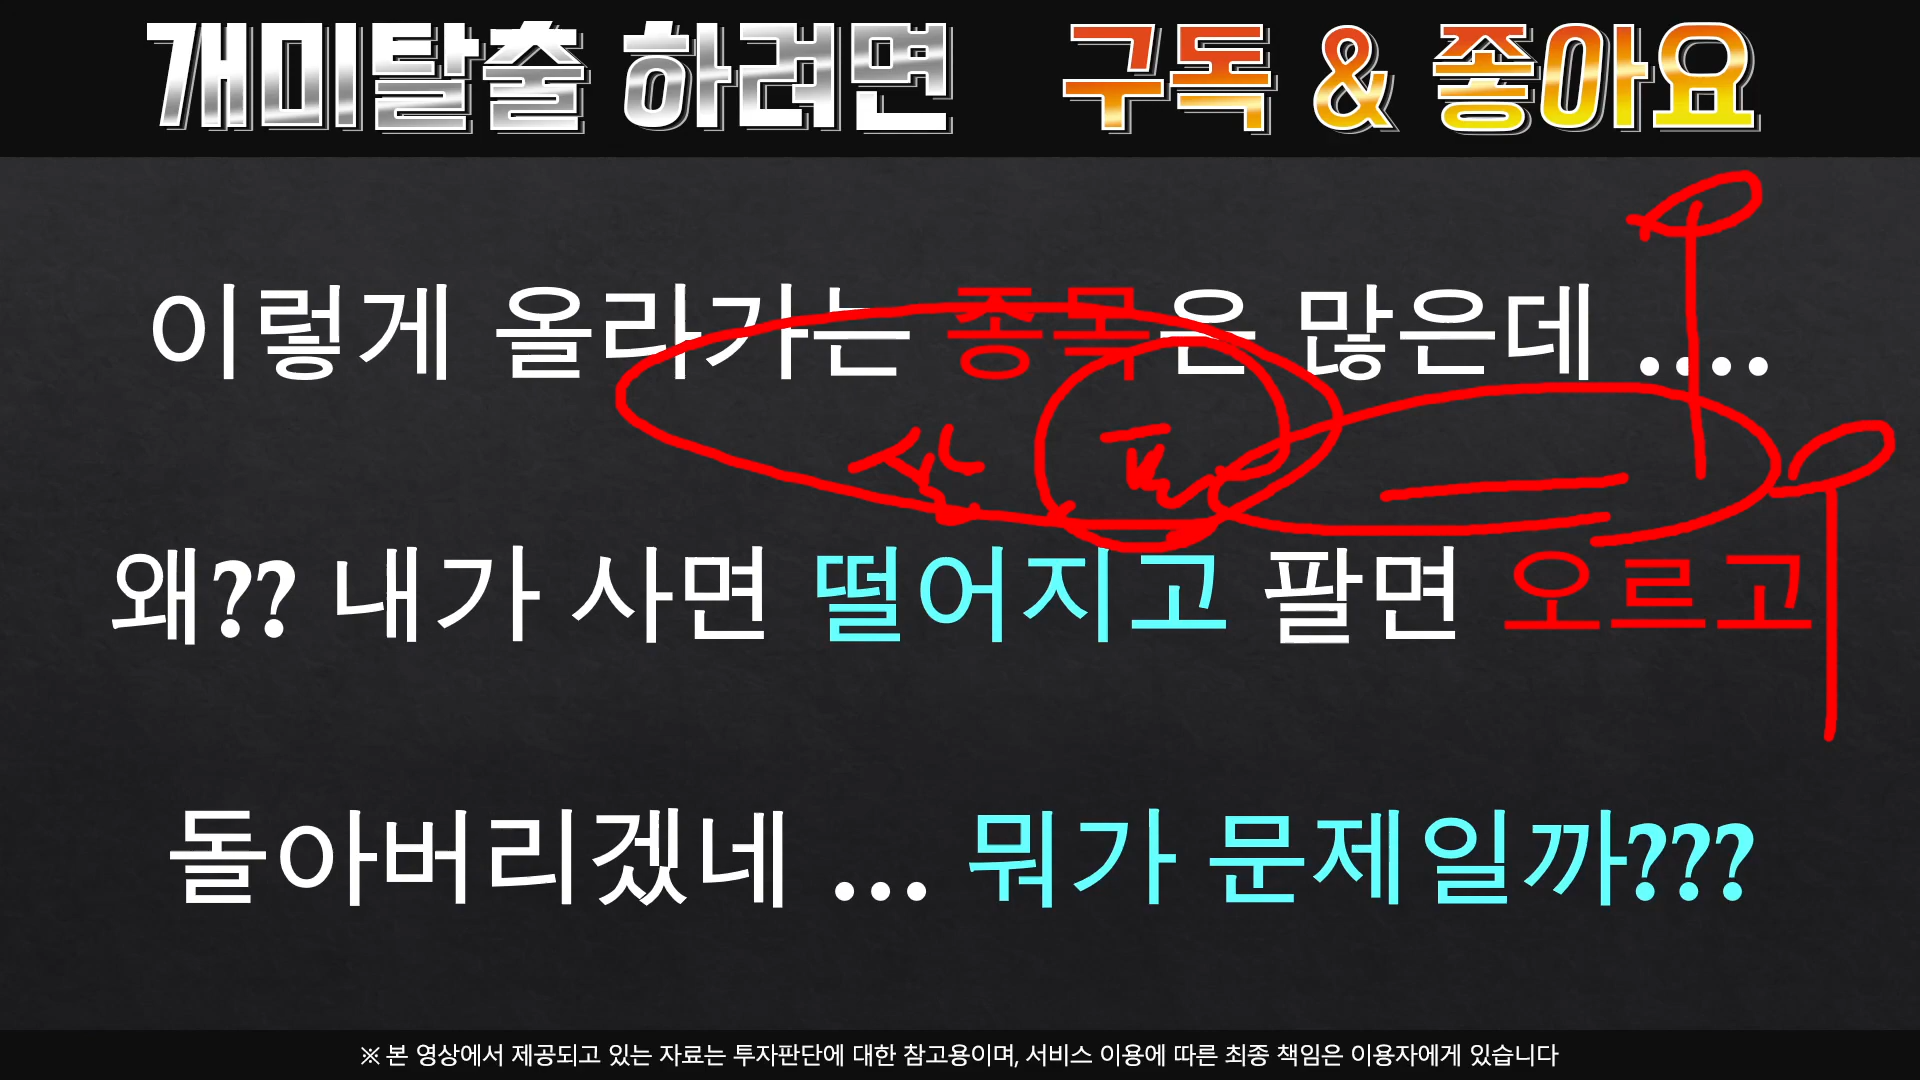 개미탈출 하려면 구독 & 좋아요
이렇게 올라가는 종목은 많은데 ....
왜?? 내가 사면 떨어지고 팔면 오르고
돌아버리겠네 ... 뭐가 문제일까???
※ 본 영상에서 제공되고 있는 자료는 투자판단에 대한 참고용이며, 서비스 이용에 따른 최종 책임은 이용자에게 있습니다